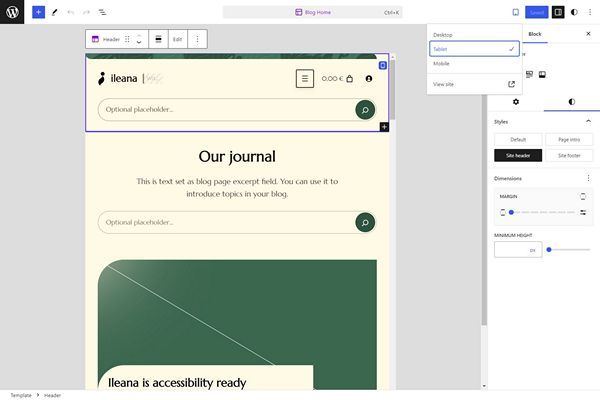 Blog Home
Ctrl+K
Saved
Header
Edit
Desktop
Tablet
Mobile
View site
Block
ileana
0,00 €
Optional placeholder...
Our journal
This is text set as blog page excerpt field. You can use it to
introduce topics in your blog.
Optional placeholder...
Ileana is accessibility ready
Styles
Default
Page intro
Site header
Site footer
Dimensions
MARGIN
MINIMUM HEIGHT
PX
Template
Header